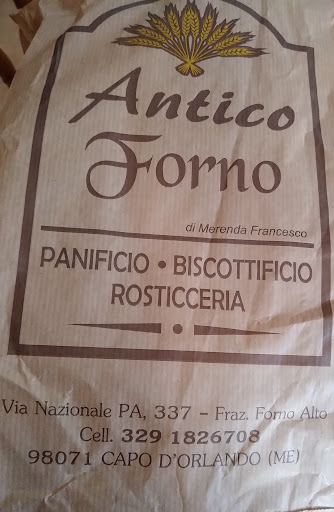 Antico
Forno
di Merenda Francesco
PANIFICIO • BISCOTTIFICIO
ROSTICCERIA
Via Nazionale PA, 337 - Fraz. Forno Alto
Cell. 329 1826708
98071 CAPO D'ORLANDO (ME)